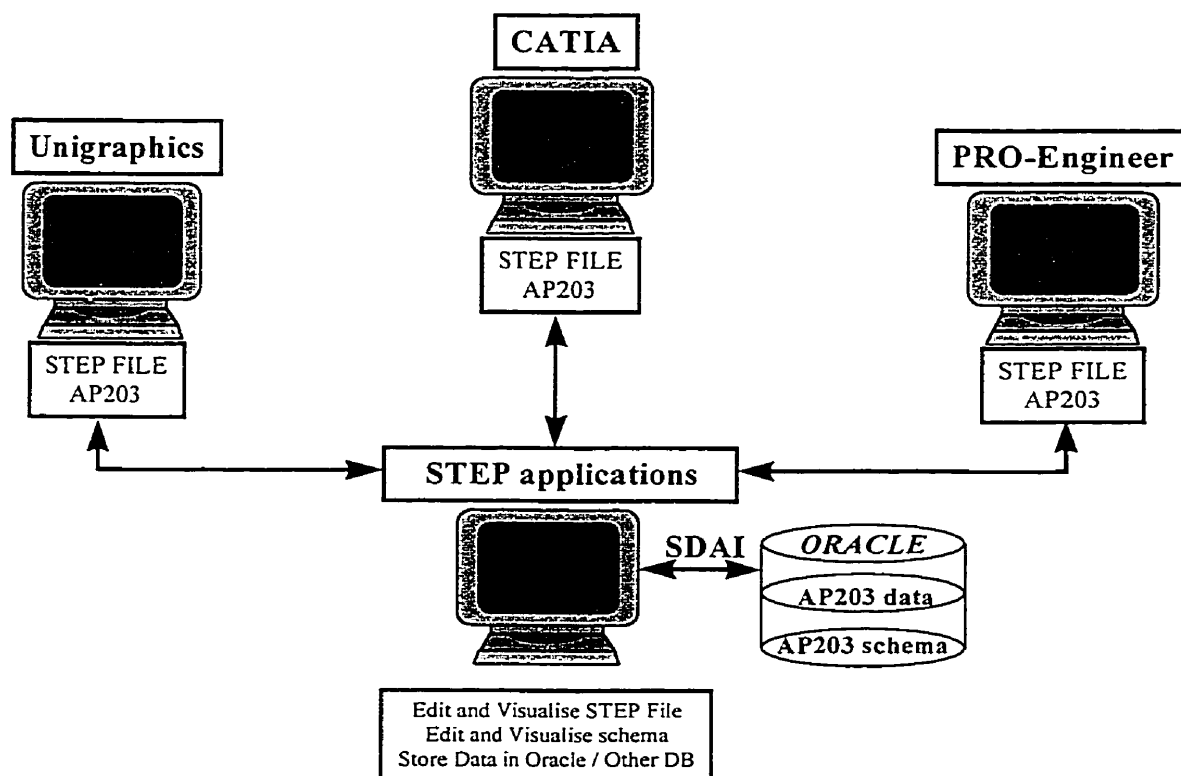 CATIA
Unigraphics
PRO-Engineer
STEP FILE
AP203
STEP FILE
AP203
STEP FILE
AP203
STEP applications
SDAI
ORACLE
AP203 data
AP203 schema
Edit and Visualise STEP File
Edit and Visualise schema
Store Data in Oracle / Other DB